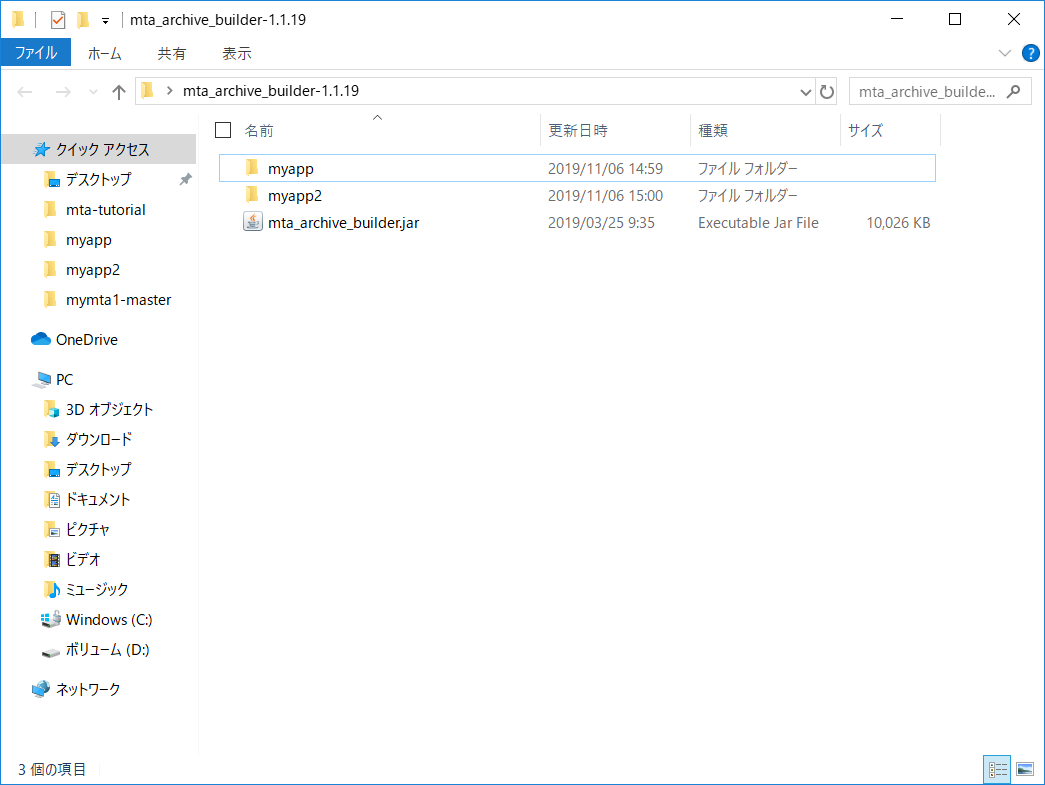 mta_archive_builder-1.1.19
ファイル ホーム 共有 表示
mta_archive_builder-1.1.19
mta_archive_builde...
名前 更新日時 種類 サイズ
クイック アクセス
デスクトップ
mta-tutorial
myapp
myapp2
mymta1-master
OneDrive
PC
3D オブジェクト
ダウンロード
デスクトップ
ドキュメント
ピクチャ
ビデオ
ミュージック
Windows (C:)
ボリューム (D:)
ネットワーク
myapp 2019/11/06 14:59 ファイル フォルダー
myapp2 2019/11/06 15:00 ファイル フォルダー
mta_archive_builder.jar 2019/03/25 9:35 Executable Jar File 10,026 KB
3 個の項目